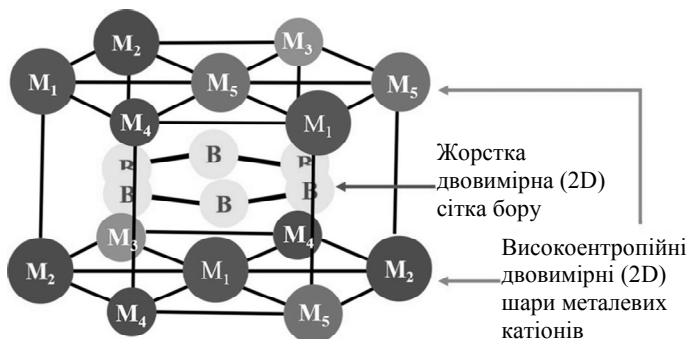 M₂ M₃
M₁ M₅ M₅
M₄ M₁
B B B
B B B
M₃ M₄
M₂ M₁ M₂
M₄ M₅
Жорстка
двовимірна (2D)
сітка бору
Високоентропійні
двовимірні (2D)
шари металевих
катіонів